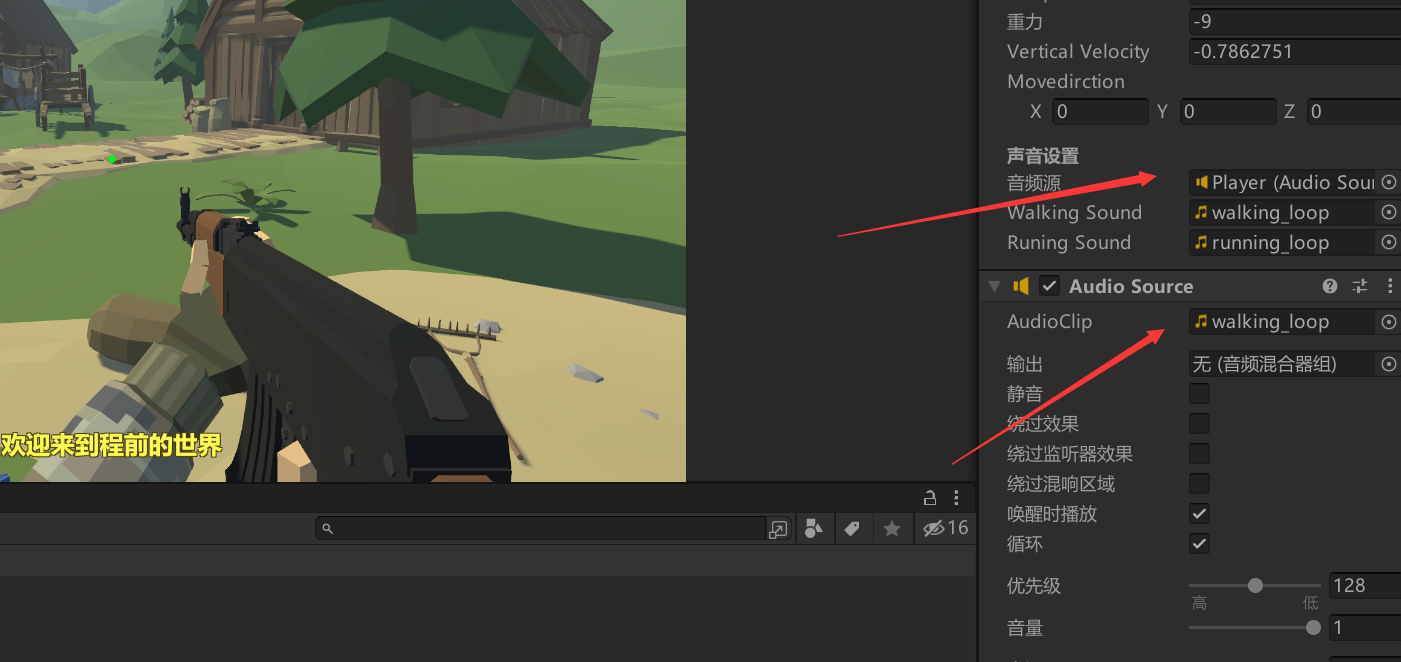 重力 -9
Vertical Velocity -0.7862751
Movedirction
X 0 Y 0 Z 0
声音设置
音频源 Player (Audio Sour
Walking Sound walking_loop
Runing Sound running_loop
Audio Source
AudioClip walking_loop
输出 无 (音频混合器组)
静音
绕过效果
绕过监听器效果
绕过混响区域
唤醒时播放
循环
优先级 128
高 低
音量 1
欢迎来到程前的世界
16